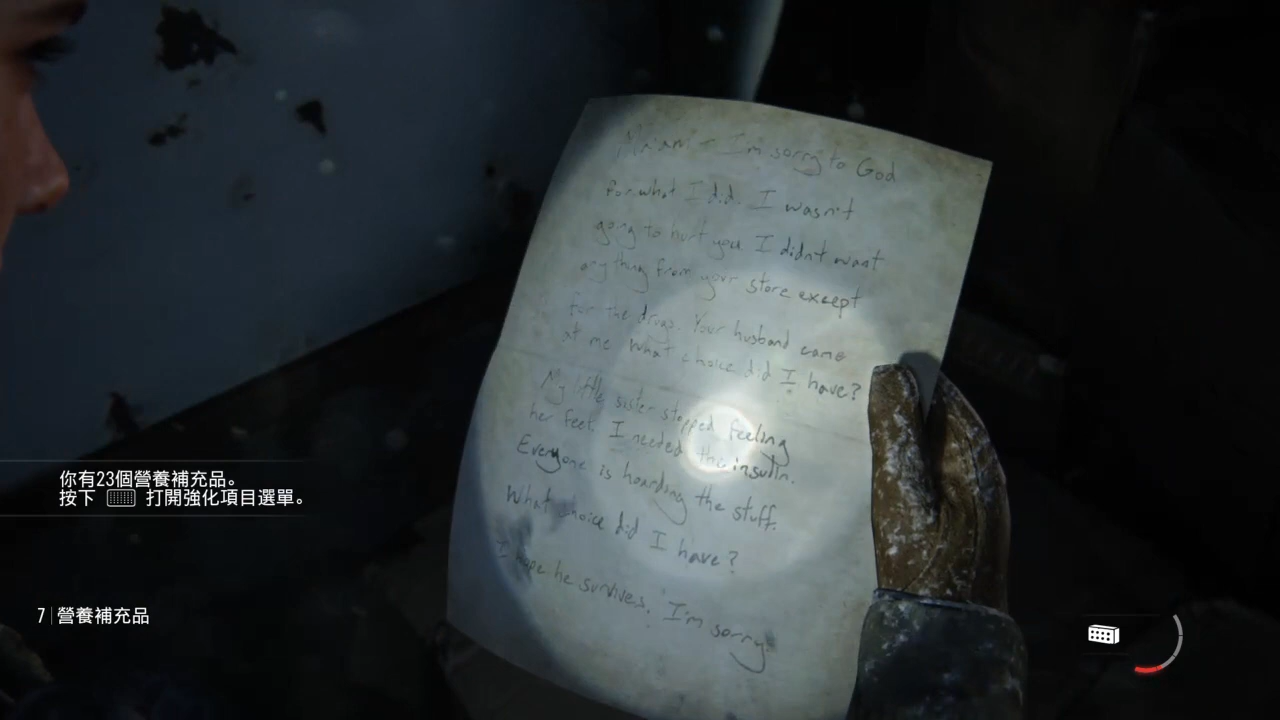 Ma'am - I'm sorry to God
for what I did. I wasn't
going to hurt you. I didn't want
anything from your store except
for the drugs. Your husband came
at me. What choice did I have?
My little sister stopped feeling
her feet. I needed the insulin.
Everyone is hoarding the stuff.
What choice did I have?
I hope he survives. I'm sorry
你有23個營養補充品。
按下 打開強化項目選單。
7 營養補充品